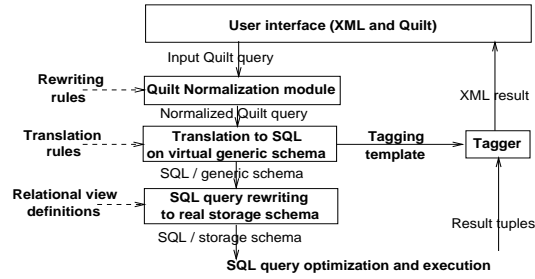 User interface (XML and Quilt)
Input Quilt query
Rewriting
rules
Quilt Normalization module
XML result
Normalized Quilt query
Translation
rules
Translation to SQL
on virtual generic schema
Tagging
template
Tagger
SQL / generic schema
Relational view
definitions
SQL query rewriting
to real storage schema
Result tuples
SQL / storage schema
SQL query optimization and execution